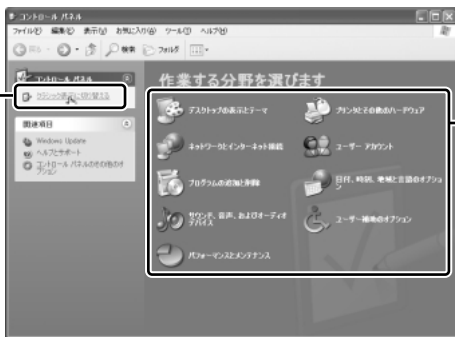 コントロール パネル
ファイル(F) 編集(E) 表示(V) お気に入り(A) ツール(T) ヘルプ(H)
戻る 検索 フォルダ
コントロール パネル
クラシック表示に切り替える
関連項目
Windows Update
ヘルプとサポート
コントロール パネルのその他のオプション
作業する分野を選びます
デスクトップの表示とテーマ
プリンタとその他のハードウェア
ネットワークとインターネット接続
ユーザー アカウント
プログラムの追加と削除
日付、時刻、地域と言語のオプション
サウンド、音声、およびオーディオ デバイス
ユーザー補助のオプション
パフォーマンスとメンテナンス